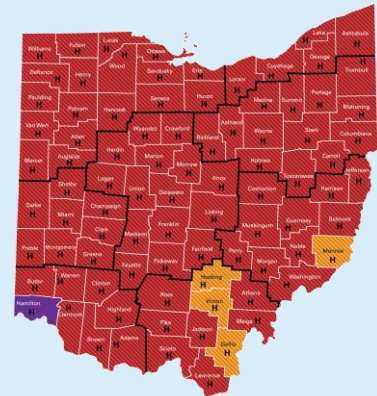 Williams
H
Fulton
H
Lucas
H
Wood
H
Ottawa
H
Sandusky
H
Erie
H
Lorain
H
Cuyahoga
H
Lake
H
Geauga
H
Ashtabula
H
Trumbull
H
Defiance
H
Henry
H
Paulding
H
Putnam
H
Hancock
H
Seneca
H
Huron
H
Medina
H
Summit
H
Portage
H
Mahoning
H
Van Wert
H
Allen
H
Wyandot
H
Crawford
H
Richland
H
Ashland
H
Wayne
H
Stark
H
Columbiana
H
Mercer
H
Auglaize
H
Hardin
H
Marion
H
Morrow
H
Holmes
H
Tuscarawas
H
Carroll
H
Jefferson
H
Shelby
H
Logan
H
Union
H
Delaware
H
Knox
H
Coshocton
H
Harrison
H
Darke
H
Miami
H
Champaign
H
Clark
H
Madison
H
Franklin
H
Licking
H
Muskingum
H
Guernsey
H
Belmont
H
Preble
H
Montgomery
H
Greene
H
Fayette
H
Pickaway
H
Fairfield
H
Perry
H
Morgan
H
Noble
H
Monroe
H
Butler
H
Warren
H
Clinton
H
Ross
H
Hocking
H
Vinton
H
Athens
H
Washington
H
Hamilton
H
Clermont
H
Highland
H
Pike
H
Jackson
H
Meigs
H
Brown
H
Adams
H
Scioto
H
Gallia
H
Lawrence
H